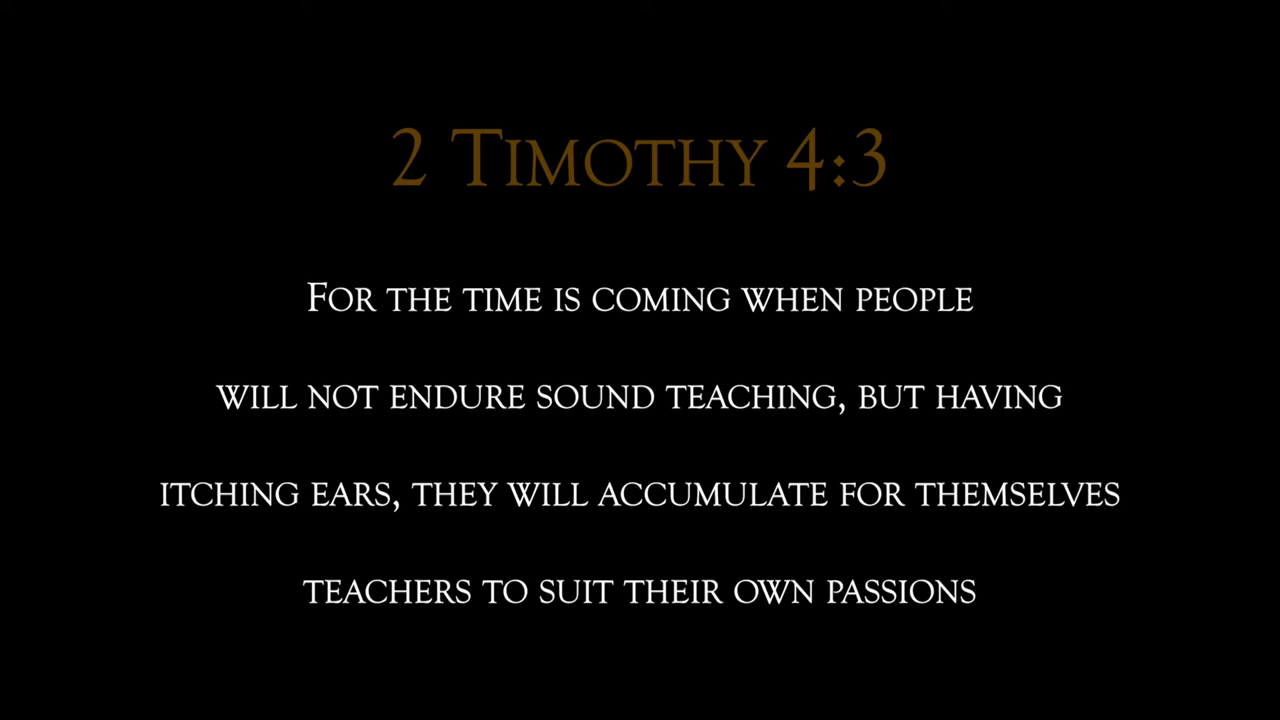 2 Timothy 4:3
For the time is coming when people
will not endure sound teaching, but having
itching ears, they will accumulate for themselves
teachers to suit their own passions